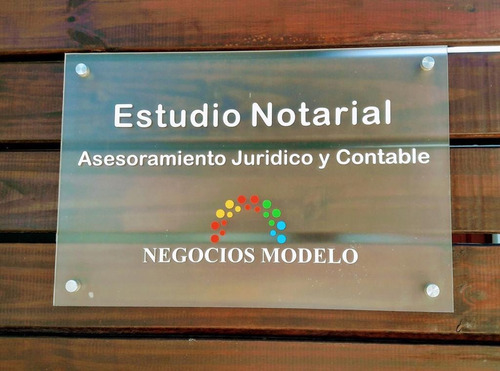 Estudio Notarial
Asesoramiento Juridico y Contable
NEGOCIOS MODELO